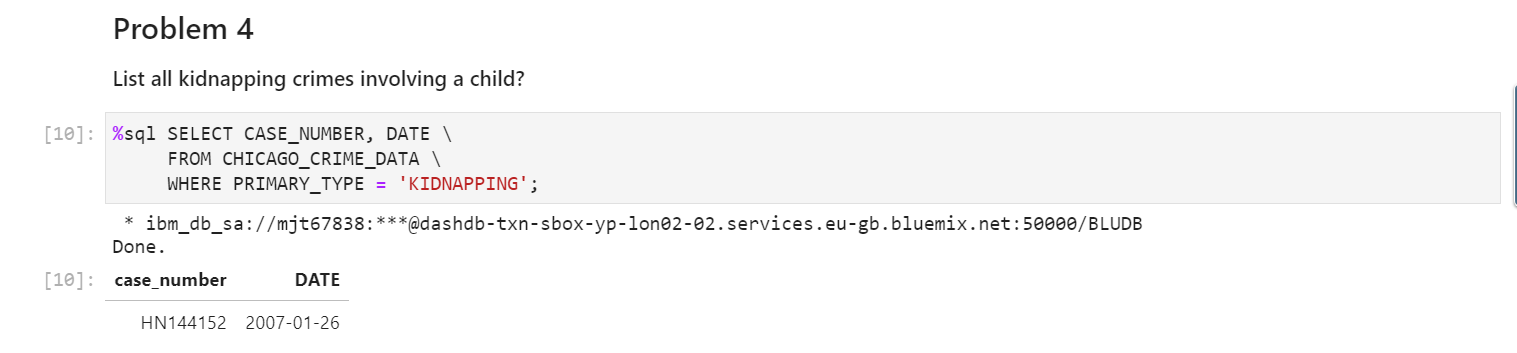 Problem 4
List all kidnapping crimes involving a child?
[10]: %sql SELECT CASE_NUMBER, DATE \
FROM CHICAGO_CRIME_DATA \
WHERE PRIMARY_TYPE = 'KIDNAPPING';
* ibm_db_sa://mjt67838:***@dashdb-txn-sbox-yp-lon02-02.services.eu-gb.bluemix.net:50000/BLUDB
Done.
[10]: case_number DATE
HN144152 2007-01-26